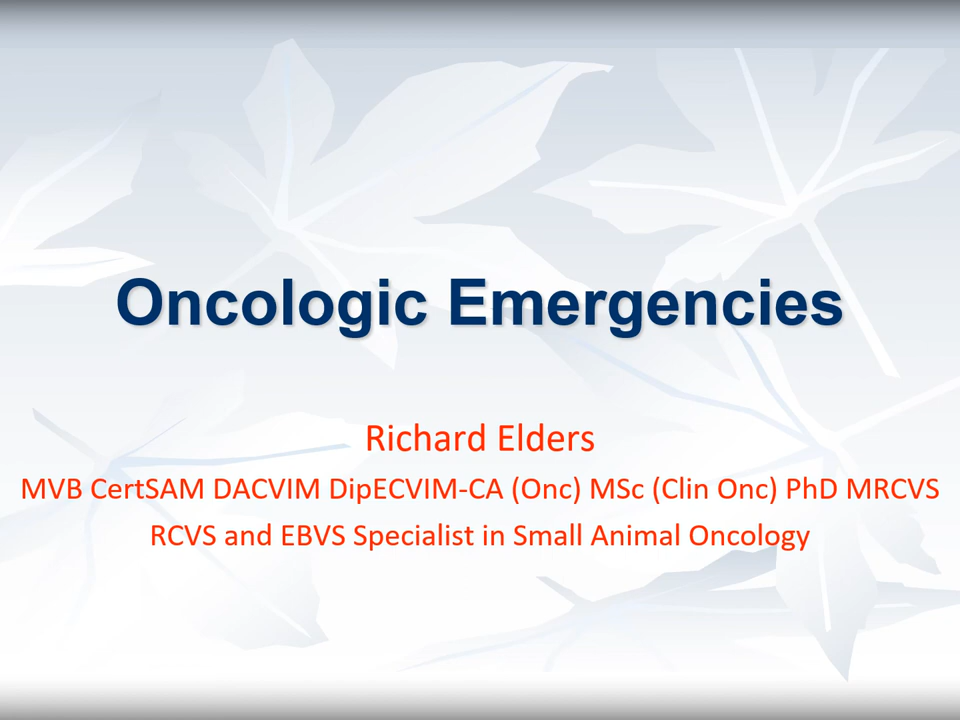 Oncologic Emergencies
Richard Elders
MVB CertSAM DACVIM DipECVIM-CA (Onc) MSc (Clin Onc) PhD MRCVS
RCVS and EBVS Specialist in Small Animal Oncology